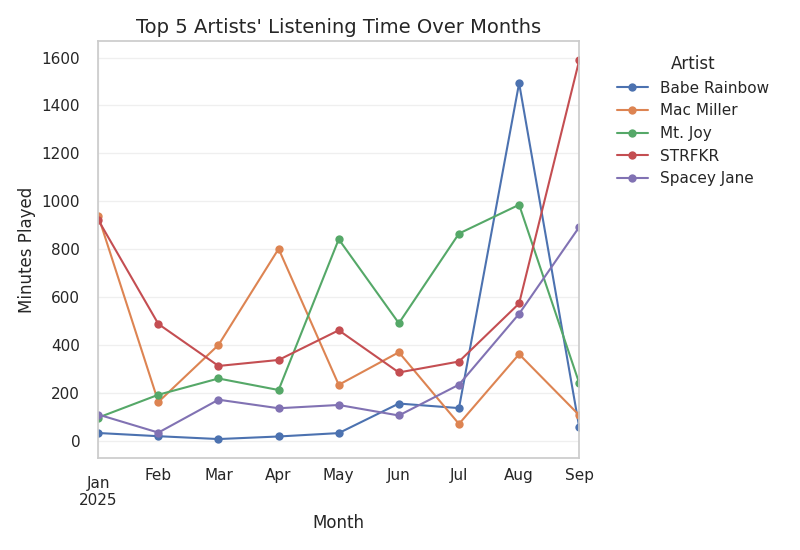 Top 5 Artists' Listening Time Over Months
Minutes Played
1600
1400
1200
1000
800
600
400
200
0
Jan
2025
Feb
Mar
Apr
May
Jun
Jul
Aug
Sep
Month
Artist
Babe Rainbow
Mac Miller
Mt. Joy
STRFKR
Spacey Jane